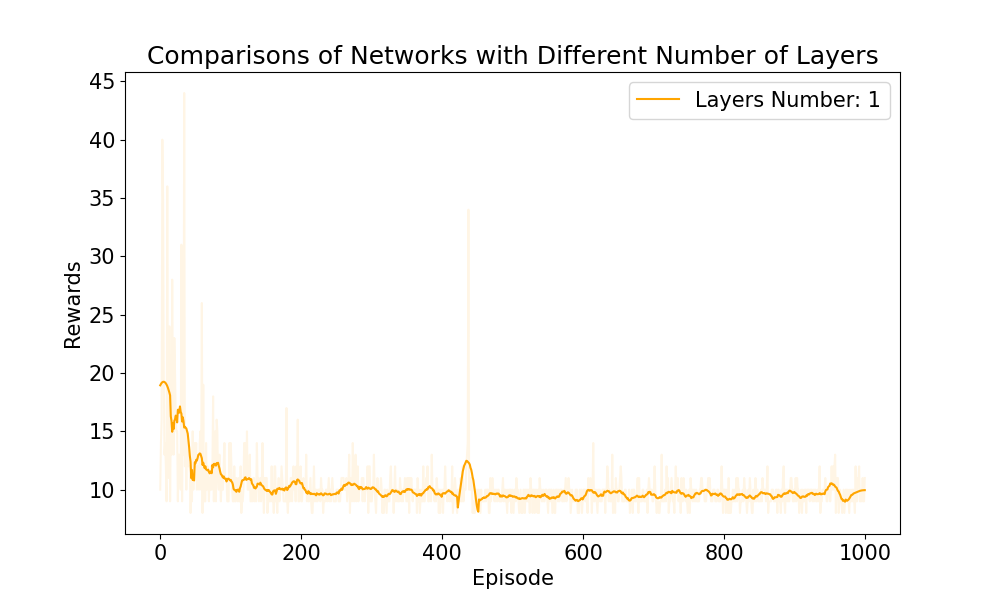 Comparisons of Networks with Different Number of Layers
Layers Number: 1
Rewards
45
40
35
30
25
20
15
10
0 200 400 600 800 1000
Episode